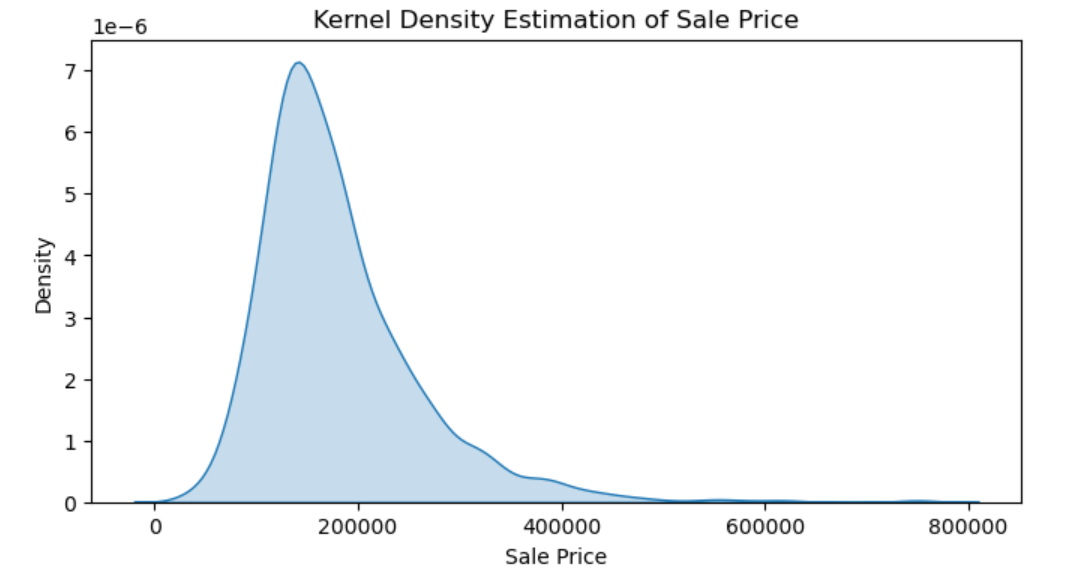 Kernel Density Estimation of Sale Price
1e−6
7
6
5
4
3
2
1
0
Density
0 200000 400000 600000 800000
Sale Price